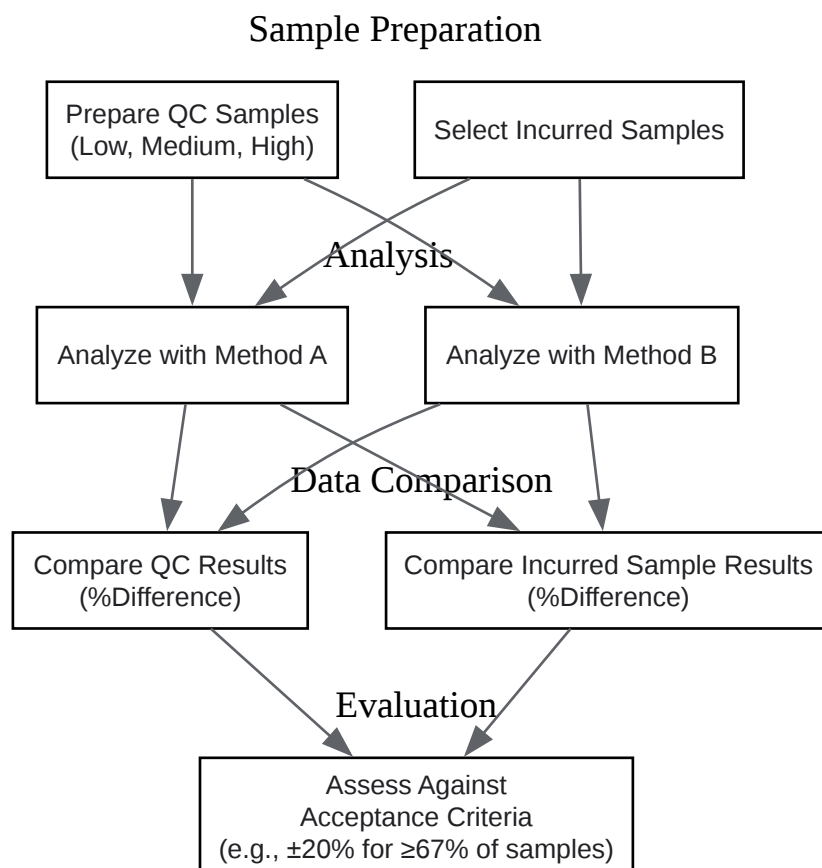 Sample Preparation
Prepare QC Samples
(Low, Medium, High)
Select Incurred Samples
Analysis
Analyze with Method A
Analyze with Method B
Data Comparison
Compare QC Results
(%Difference)
Compare Incurred Sample Results
(%Difference)
Evaluation
Assess Against
Acceptance Criteria
(e.g., ±20% for ≥67% of samples)